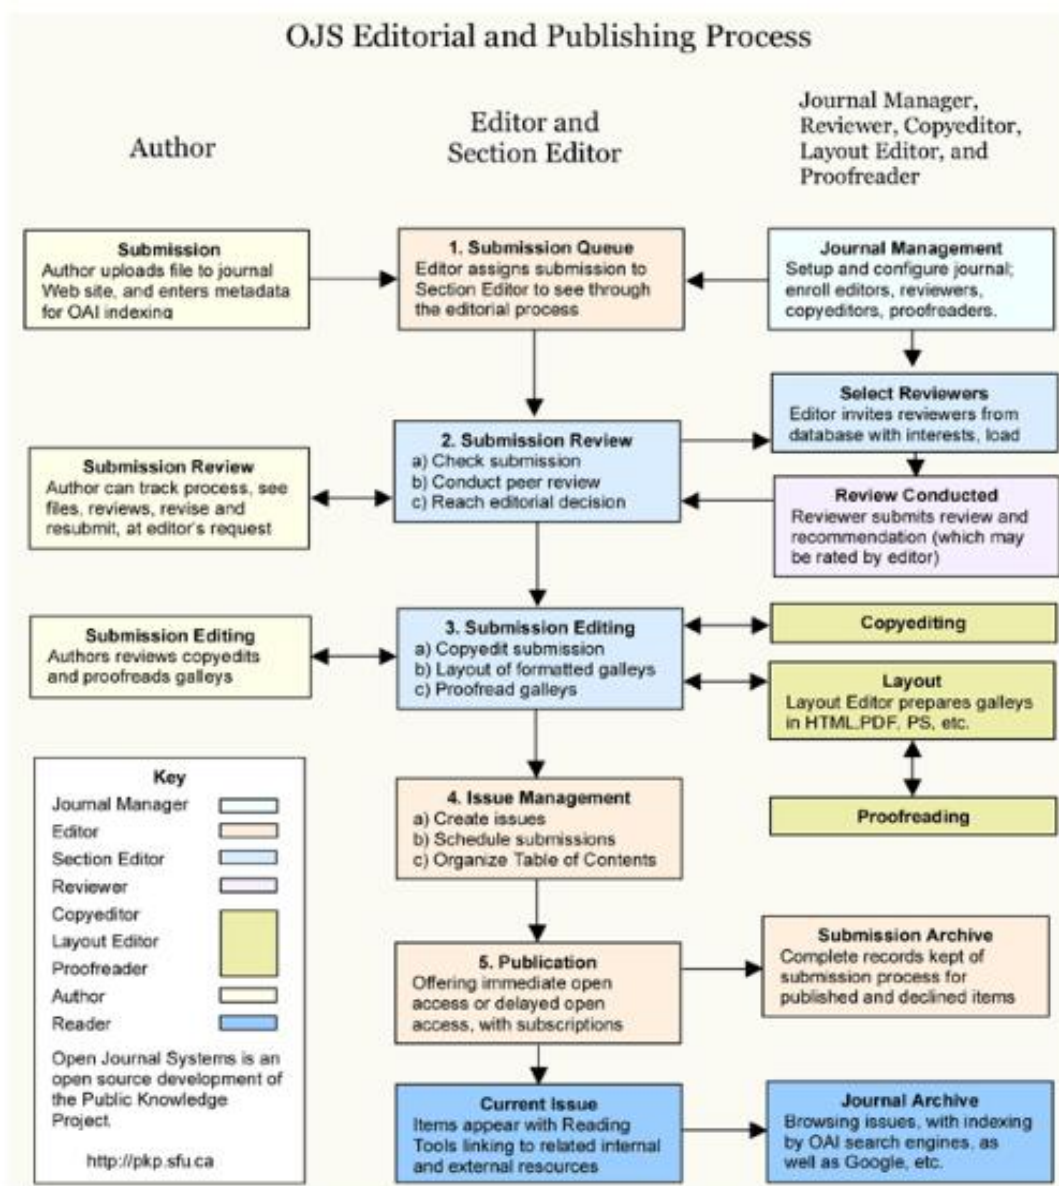 OJS Editorial and Publishing Process
Author
Editor and
Section Editor
Journal Manager,
Reviewer, Copyeditor,
Layout Editor, and
Proofreader
Submission
Author uploads file to journal
Web site, and enters metadata
for OAI indexing
1. Submission Queue
Editor assigns submission to
Section Editor to see through
the editorial process
Journal Management
Setup and configure journal;
enroll editors, reviewers,
copyeditors, proofreaders.
Select Reviewers
Editor invites reviewers from
database with interests, load
Submission Review
Author can track process, see
files, reviews, revise and
resubmit, at editor's request
2. Submission Review
a) Check submission
b) Conduct peer review
c) Reach editorial decision
Review Conducted
Reviewer submits review and
recommendation (which may
be rated by editor)
Submission Editing
Authors reviews copyedits
and proofreads galleys
3. Submission Editing
a) Copyedit submission
b) Layout of formatted galleys
c) Proofread galleys
Copyediting
Layout
Layout Editor prepares galleys
in HTML,PDF, PS, etc.
Proofreading
Key
Journal Manager
Editor
Section Editor
Reviewer
Copyeditor
Layout Editor
Proofreader
Author
Reader
Open Journal Systems is an
open source development of
the Public Knowledge
Project.
http://pkp.sfu.ca
4. Issue Management
a) Create issues
b) Schedule submissions
c) Organize Table of Contents
5. Publication
Offering immediate open
access or delayed open
access, with subscriptions
Submission Archive
Complete records kept of
submission process for
published and declined items
Current Issue
Items appear with Reading
Tools linking to related internal
and external resources
Journal Archive
Browsing issues, with indexing
by OAI search engines, as
well as Google, etc.